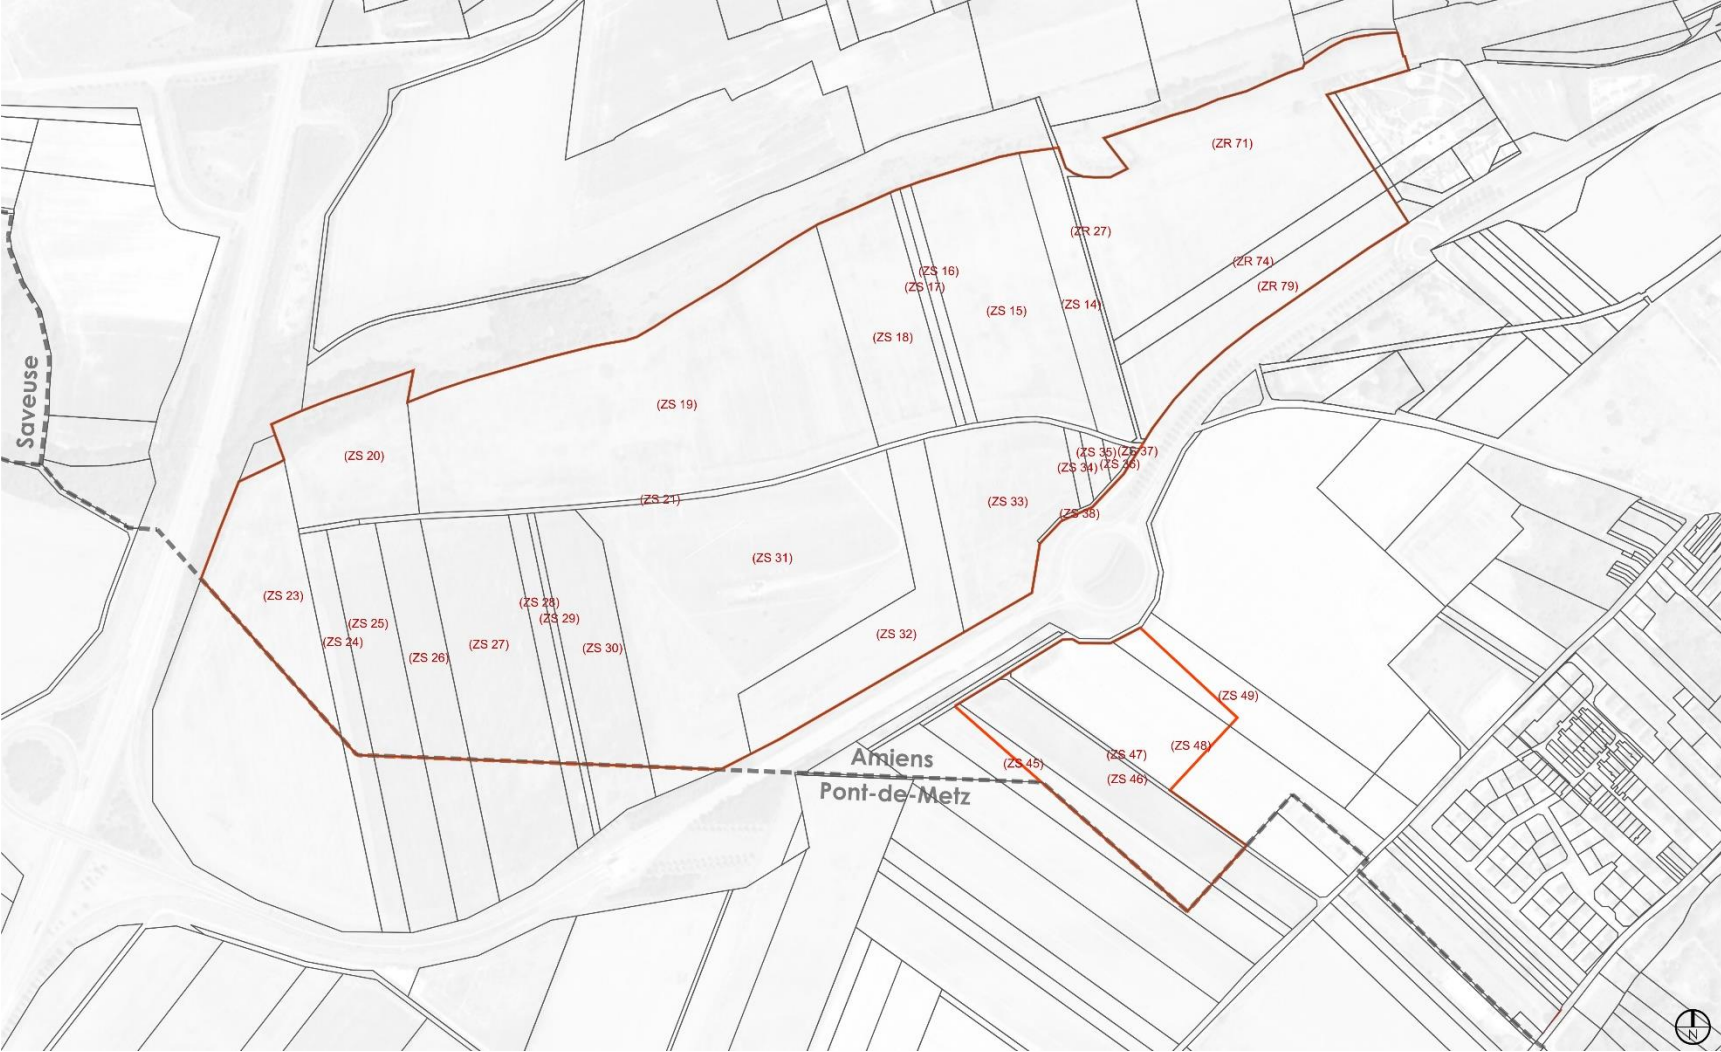 (ZR 71)
(ZR 27)
(ZR 74)
(ZS 16)
(ZS 17)
(ZR 79)
(ZS 14)
(ZS 15)
(ZS 18)
Saveuse
(ZS 19)
(ZS 20)
(ZS 35)
(ZS 37)
(ZS 34)
(ZS 36)
(ZS 21)
(ZS 33)
(ZS 38)
(ZS 31)
(ZS 23)
(ZS 28)
(ZS 29)
(ZS 25)
(ZS 32)
(ZS 24)
(ZS 27)
(ZS 30)
(ZS 26)
(ZS 49)
(ZS 48)
(ZS 47)
Amiens
(ZS 45)
(ZS 46)
Pont-de-Metz
N